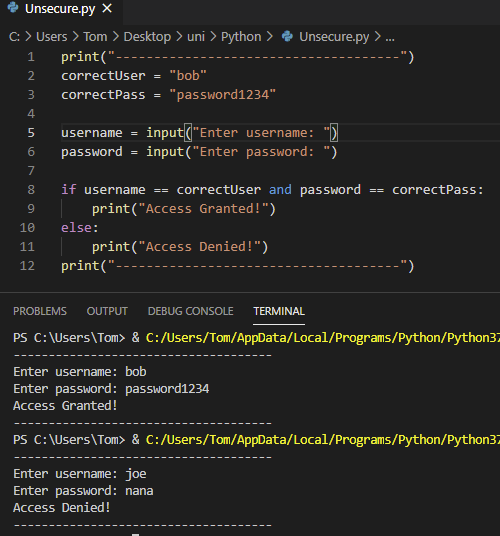 Unsecure.py ×
C: > Users > Tom > Desktop > uni > Python > Unsecure.py > ...
1 print("-------------------------------------")
2 correctUser = "bob"
3 correctPass = "password1234"
4
5 username = input("Enter username: ")
6 password = input("Enter password: ")
7
8 if username == correctUser and password == correctPass:
9 print("Access Granted!")
10 else:
11 print("Access Denied!")
12 print("-------------------------------------")
PROBLEMS OUTPUT DEBUG CONSOLE TERMINAL
PS C:\Users\Tom> & C:/Users/Tom/AppData/Local/Programs/Python/Python37
-------------------------------------
Enter username: bob
Enter password: password1234
Access Granted!
-------------------------------------
PS C:\Users\Tom> & C:/Users/Tom/AppData/Local/Programs/Python/Python37
-------------------------------------
Enter username: joe
Enter password: nana
Access Denied!
-------------------------------------